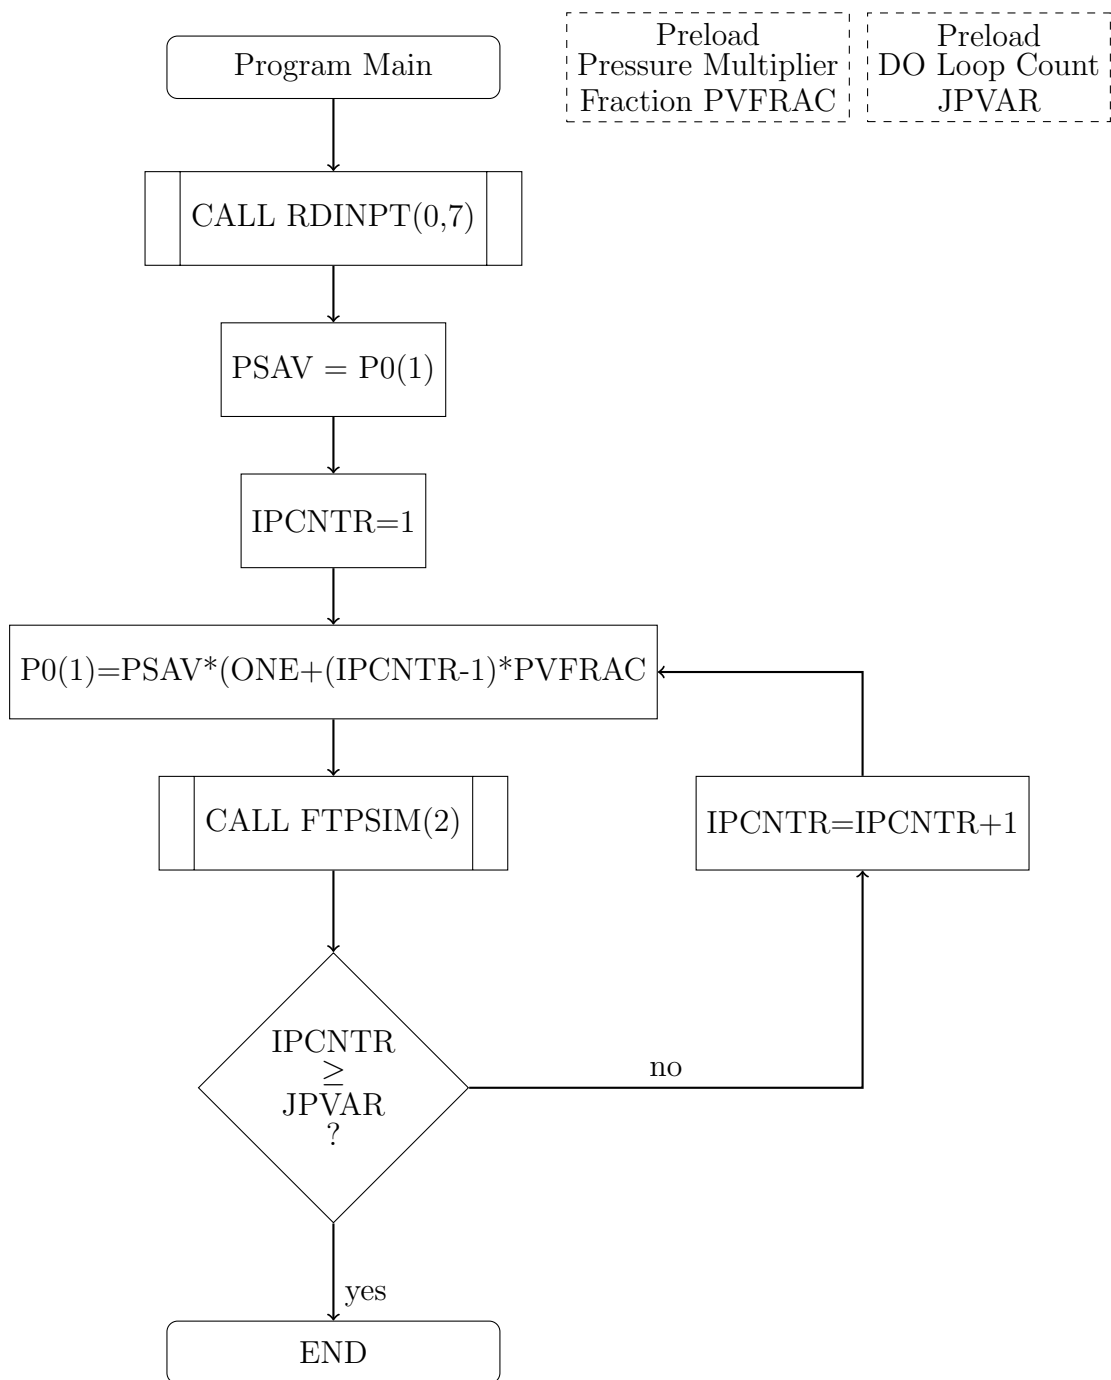 Program Main
Preload
Pressure Multiplier
Fraction PVFRAC
Preload
DO Loop Count
JPVAR
CALL RDINPT(0,7)
PSAV = P0(1)
IPCNTR=1
P0(1)=PSAV*(ONE+(IPCNTR-1)*PVFRAC
CALL FTPSIM(2)
IPCNTR=IPCNTR+1
IPCNTR
≥
JPVAR
?
no
yes
END